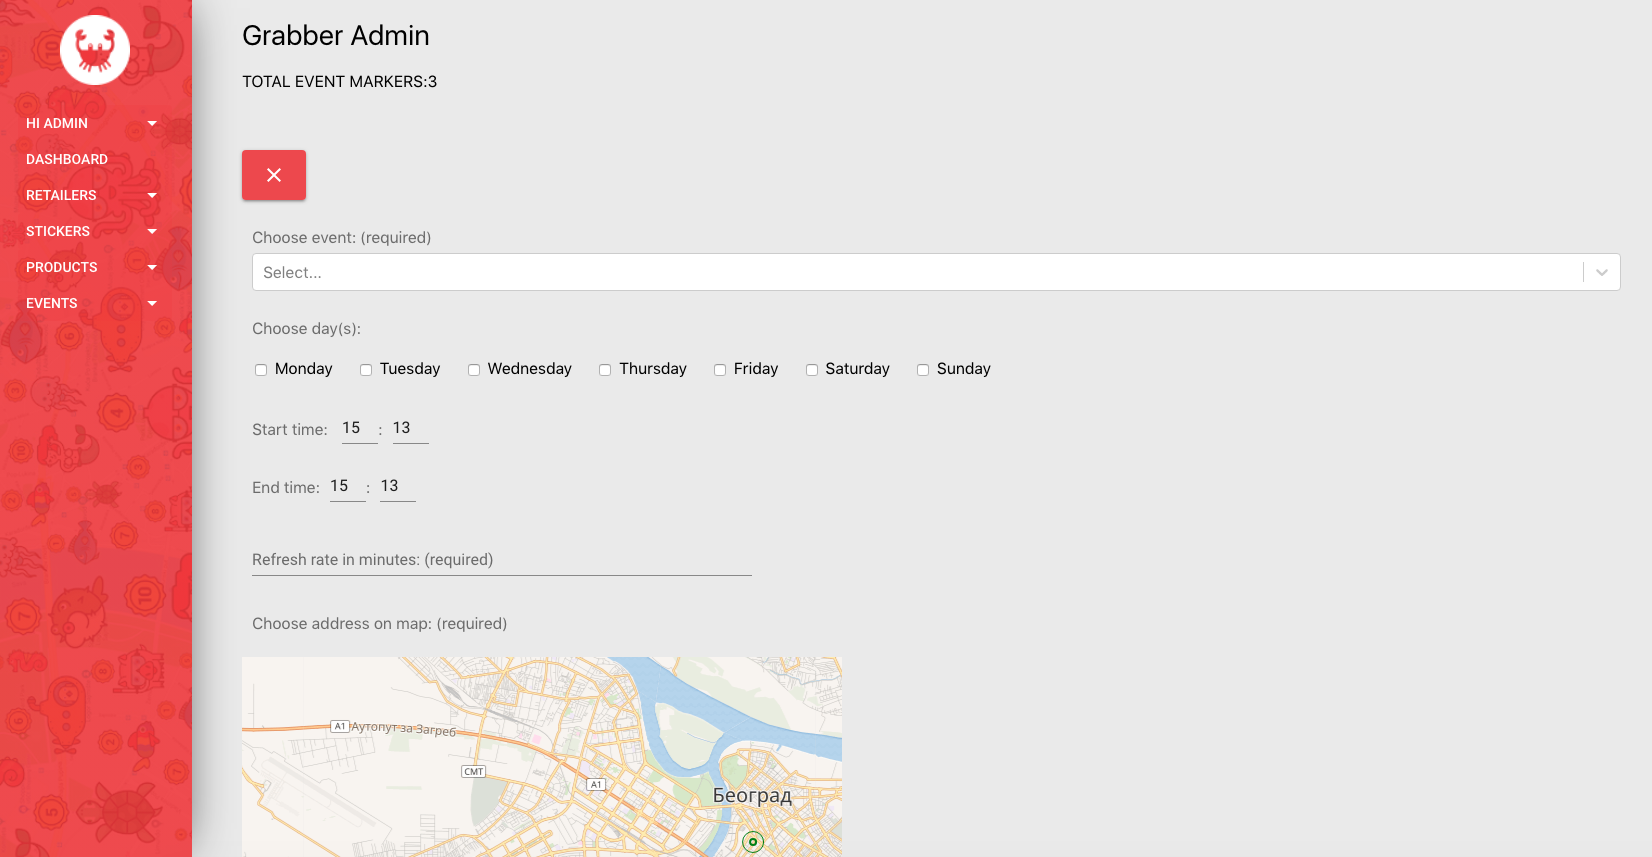 Grabber Admin
TOTAL EVENT MARKERS:3
HI ADMIN
DASHBOARD
RETAILERS
STICKERS
PRODUCTS
EVENTS
Choose event: (required)
Select...
Choose day(s):
Monday Tuesday Wednesday Thursday Friday Saturday Sunday
Start time: 15 : 13
End time: 15 : 13
Refresh rate in minutes: (required)
Choose address on map: (required)
A1 Аутопут за Загреб
СМТ
A1
Београд